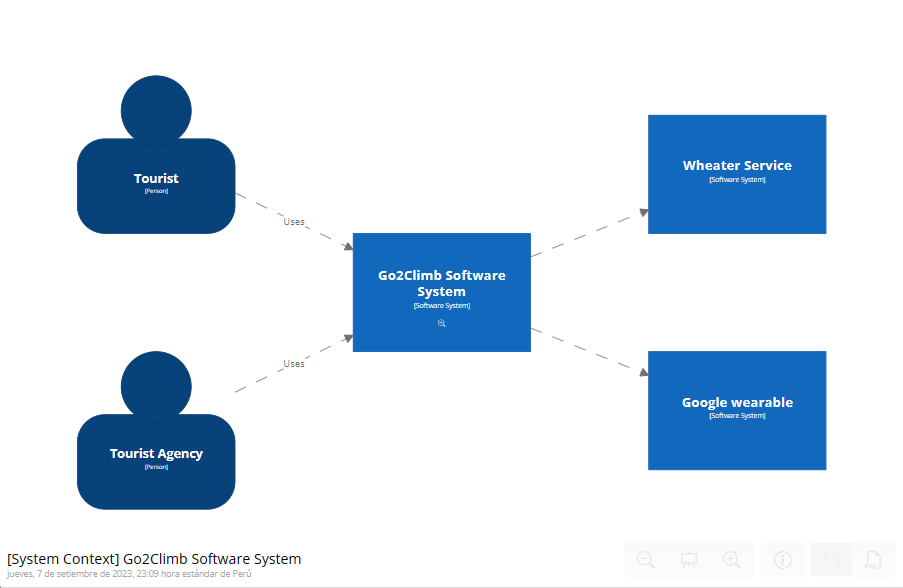 Tourist
[Person]
Uses
Wheater Service
[Software System]
Go2Climb Software
System
[Software System]
Uses
Tourist Agency
[Person]
Google wearable
[Software System]
[System Context] Go2Climb Software System
jueves, 7 de setiembre de 2023, 23:09 hora estándar de Perú